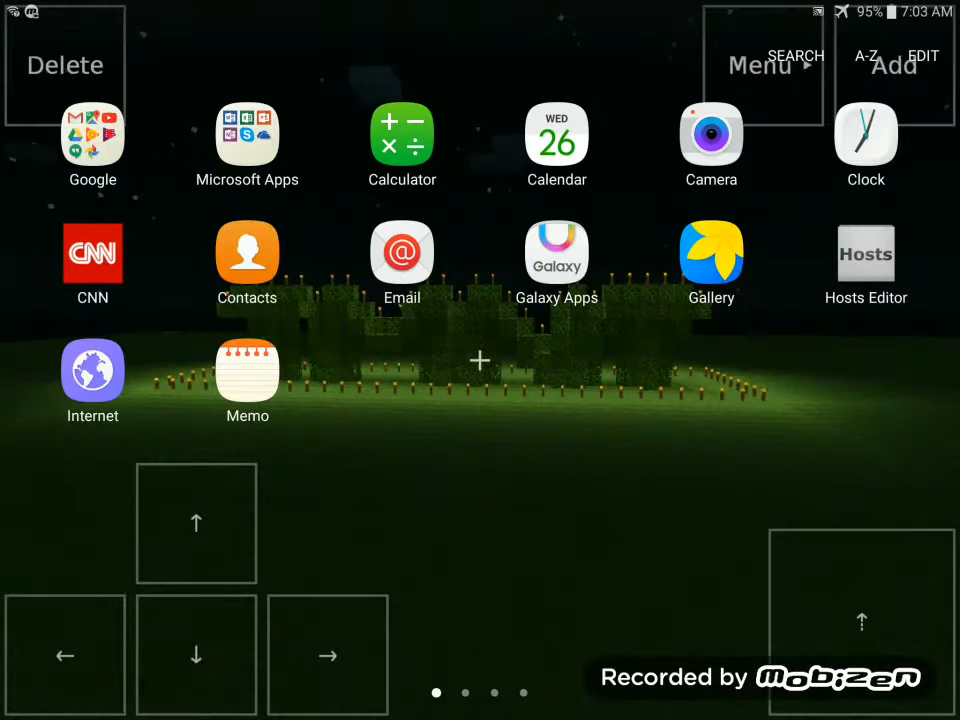 95% 7:03 AM
Delete
SEARCH A-Z EDIT
Menu ▸ Add
WED
26
Google Microsoft Apps Calculator Calendar Camera Clock
CNN
Galaxy
Hosts
CNN Contacts Email Galaxy Apps Gallery Hosts Editor
Internet Memo
Recorded by mobizen